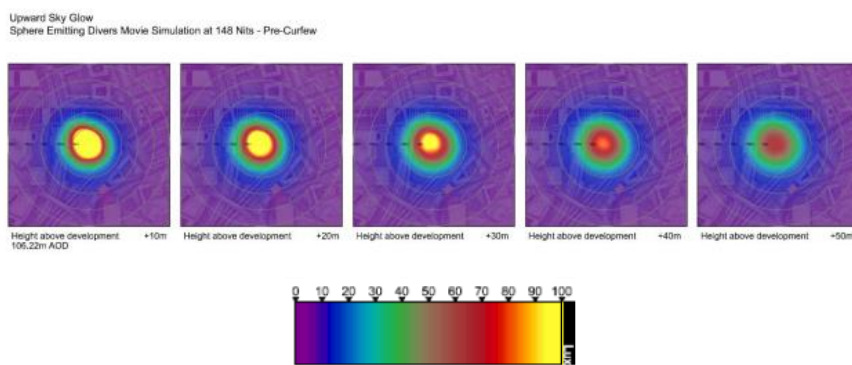 Upward Sky Glow
Sphere Emitting Divers Movie Simulation at 148 Nits - Pre-Curfew
Height above development +10m
106.22m AOD
Height above development +20m
Height above development +30m
Height above development +40m
Height above development +50m
0 10 20 30 40 50 60 70 80 90 100
Lux